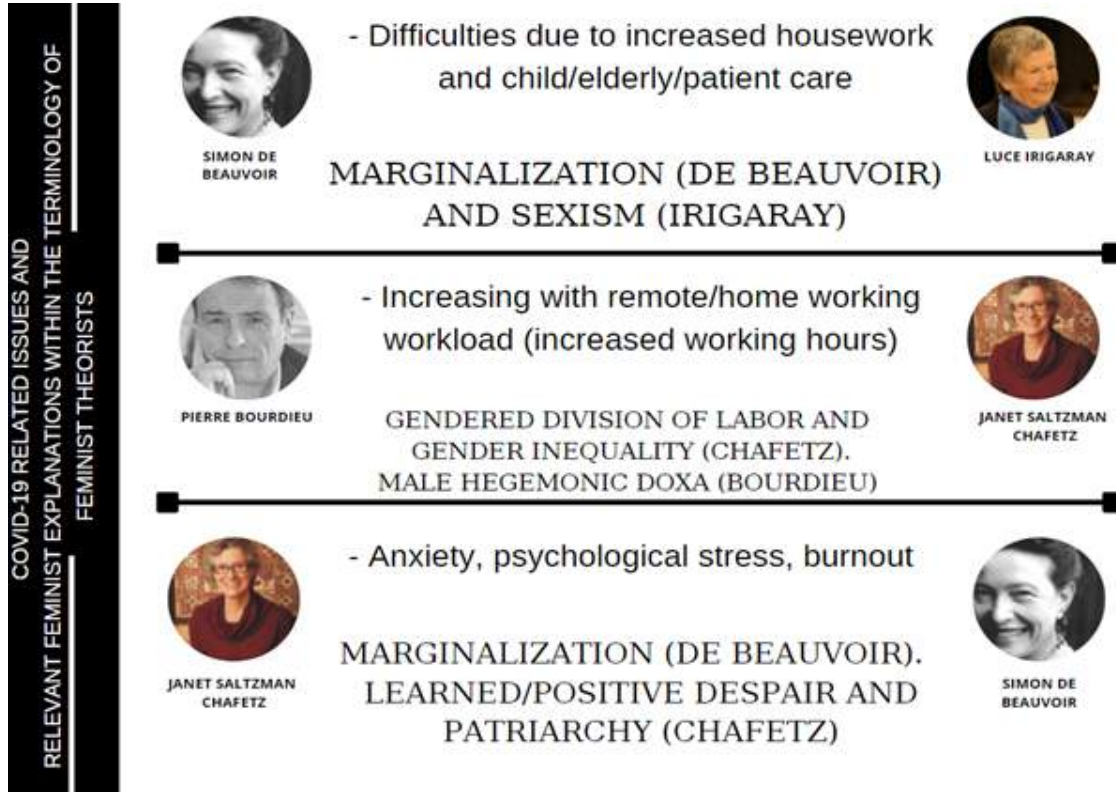 COVID-19 RELATED ISSUES AND
RELEVANT FEMINIST EXPLANATIONS WITHIN THE TERMINOLOGY OF
FEMINIST THEORISTS
- Difficulties due to increased housework
and child/elderly/patient care
SIMON DE
BEAUVOIR
LUCE IRIGARAY
MARGINALIZATION (DE BEAUVOIR)
AND SEXISM (IRIGARAY)
- Increasing with remote/home working
workload (increased working hours)
PIERRE BOURDIEU
JANET SALTZMAN
CHAFETZ
GENDERED DIVISION OF LABOR AND
GENDER INEQUALITY (CHAFETZ).
MALE HEGEMONIC DOXA (BOURDIEU)
- Anxiety, psychological stress, burnout
JANET SALTZMAN
CHAFETZ
SIMON DE
BEAUVOIR
MARGINALIZATION (DE BEAUVOIR).
LEARNED/POSITIVE DESPAIR AND
PATRIARCHY (CHAFETZ)